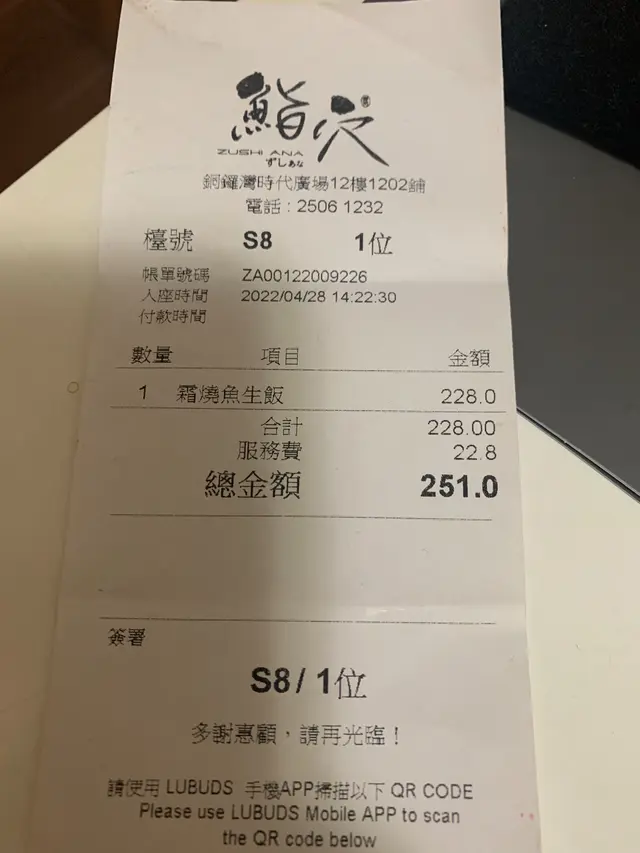 鮨穴
ZUSHI ANA
ずしあな
銅鑼灣時代廣場12樓1202舖
電話 : 2506 1232
檯號 S8 1位
帳單號碼 ZA00122009226
入座時間 2022/04/28 14:22:30
付款時間
數量 項目 金額
1 霜燒魚生飯 228.0
合計 228.00
服務費 22.8
總金額 251.0
簽署
S8/ 1位
多謝惠顧，請再光臨！
請使用 LUBUDS 手機APP掃描以下 QR CODE
Please use LUBUDS Mobile APP to scan
the QR code below